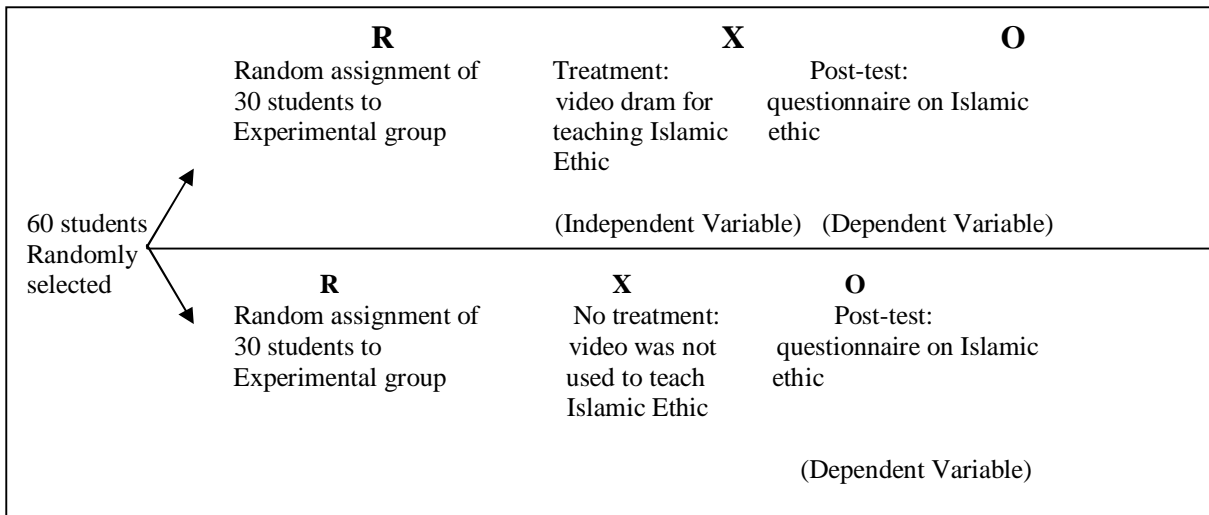 R X O
Random assignment of Treatment: Post-test:
30 students to video dram for questionnaire on Islamic
Experimental group teaching Islamic ethic
Ethic
60 students (Independent Variable) (Dependent Variable)
Randomly
selected R X O
Random assignment of No treatment: Post-test:
30 students to video was not questionnaire on Islamic
Experimental group used to teach ethic
Islamic Ethic
(Dependent Variable)